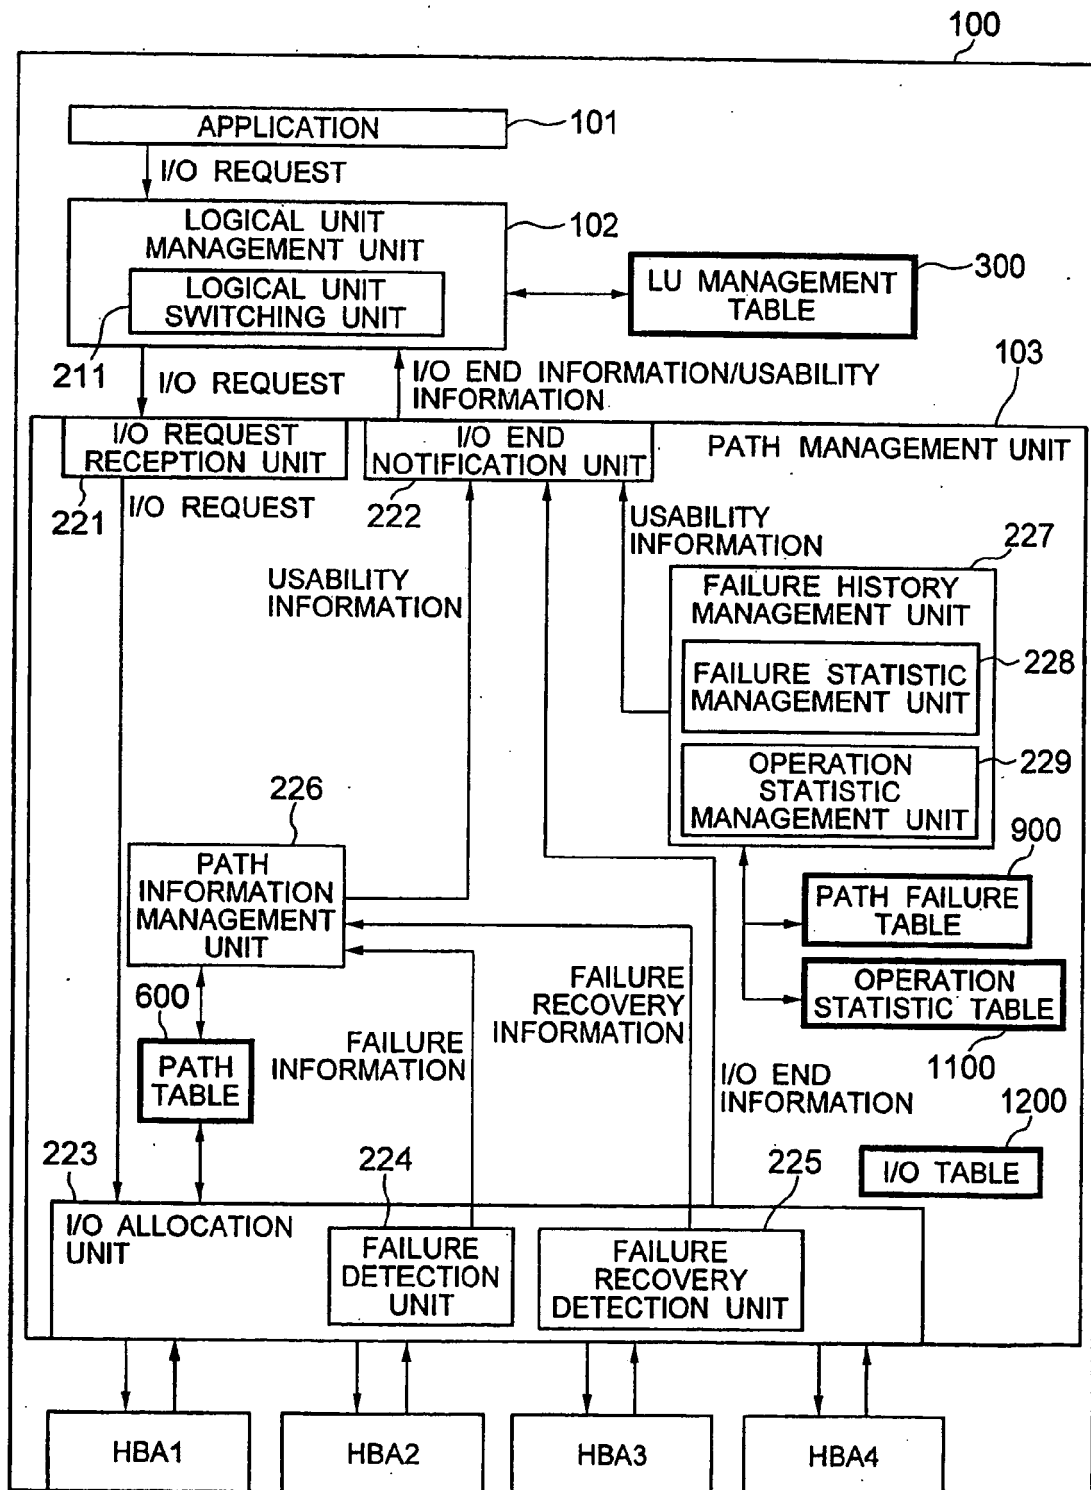 100
APPLICATION
101
I/O REQUEST
LOGICAL UNIT
MANAGEMENT UNIT
102
LOGICAL UNIT
SWITCHING UNIT
LU MANAGEMENT
TABLE
300
211
I/O REQUEST
I/O END INFORMATION/USABILITY
INFORMATION
103
I/O REQUEST
RECEPTION UNIT
I/O END
NOTIFICATION UNIT
PATH MANAGEMENT UNIT
221
I/O REQUEST
222
USABILITY
INFORMATION
USABILITY
INFORMATION
227
FAILURE HISTORY
MANAGEMENT UNIT
FAILURE STATISTIC
MANAGEMENT UNIT
228
OPERATION
STATISTIC
MANAGEMENT UNIT
229
226
PATH
INFORMATION
MANAGEMENT
UNIT
900
PATH FAILURE
TABLE
OPERATION
STATISTIC TABLE
1100
600
PATH
TABLE
FAILURE
INFORMATION
FAILURE
RECOVERY
INFORMATION
I/O END
INFORMATION
1200
I/O TABLE
223
224
225
I/O ALLOCATION
UNIT
FAILURE
DETECTION
UNIT
FAILURE
RECOVERY
DETECTION UNIT
HBA1
HBA2
HBA3
HBA4